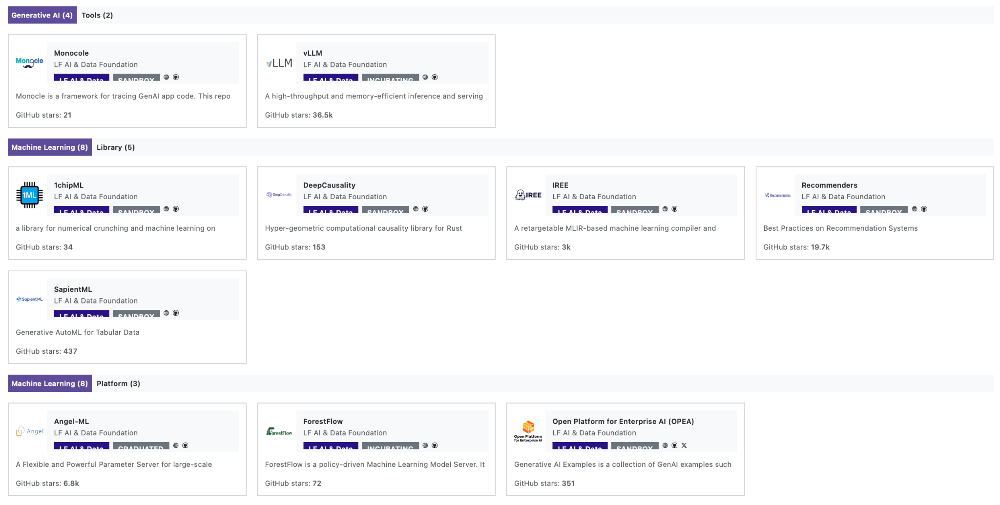 Generative AI (4) Tools (2)
Monocle
Monocole
LF AI & Data Foundation
LF AI & Data SANDBOX
Monocle is a framework for tracing GenAI app code. This repo
GitHub stars: 21
vLLM
vLLM
LF AI & Data Foundation
LF AI & Data INCUBATING
A high-throughput and memory-efficient inference and serving
GitHub stars: 36.5k
Machine Learning (8) Library (5)
1ML
1chipML
LF AI & Data Foundation
LF AI & Data SANDBOX
a library for numerical crunching and machine learning on
GitHub stars: 34
DeepCausality
DeepCausality
LF AI & Data Foundation
LF AI & Data SANDBOX
Hyper-geometric computational causality library for Rust
GitHub stars: 153
IREE
IREE
LF AI & Data Foundation
LF AI & Data SANDBOX
A retargetable MLIR-based machine learning compiler and
GitHub stars: 3k
Recommenders
Recommenders
LF AI & Data Foundation
LF AI & Data SANDBOX
Best Practices on Recommendation Systems
GitHub stars: 19.7k
SapientML
SapientML
LF AI & Data Foundation
LF AI & Data SANDBOX
Generative AutoML for Tabular Data
GitHub stars: 437
Machine Learning (8) Platform (3)
Angel
Angel-ML
LF AI & Data Foundation
LF AI & Data GRADUATED
A Flexible and Powerful Parameter Server for large-scale
GitHub stars: 6.8k
ForestFlow
ForestFlow
LF AI & Data Foundation
LF AI & Data INCUBATING
ForestFlow is a policy-driven Machine Learning Model Server. It
GitHub stars: 72
Open Platform
for Enterprise AI
Open Platform for Enterprise AI (OPEA)
LF AI & Data Foundation
LF AI & Data SANDBOX
Generative AI Examples is a collection of GenAI examples such
GitHub stars: 351